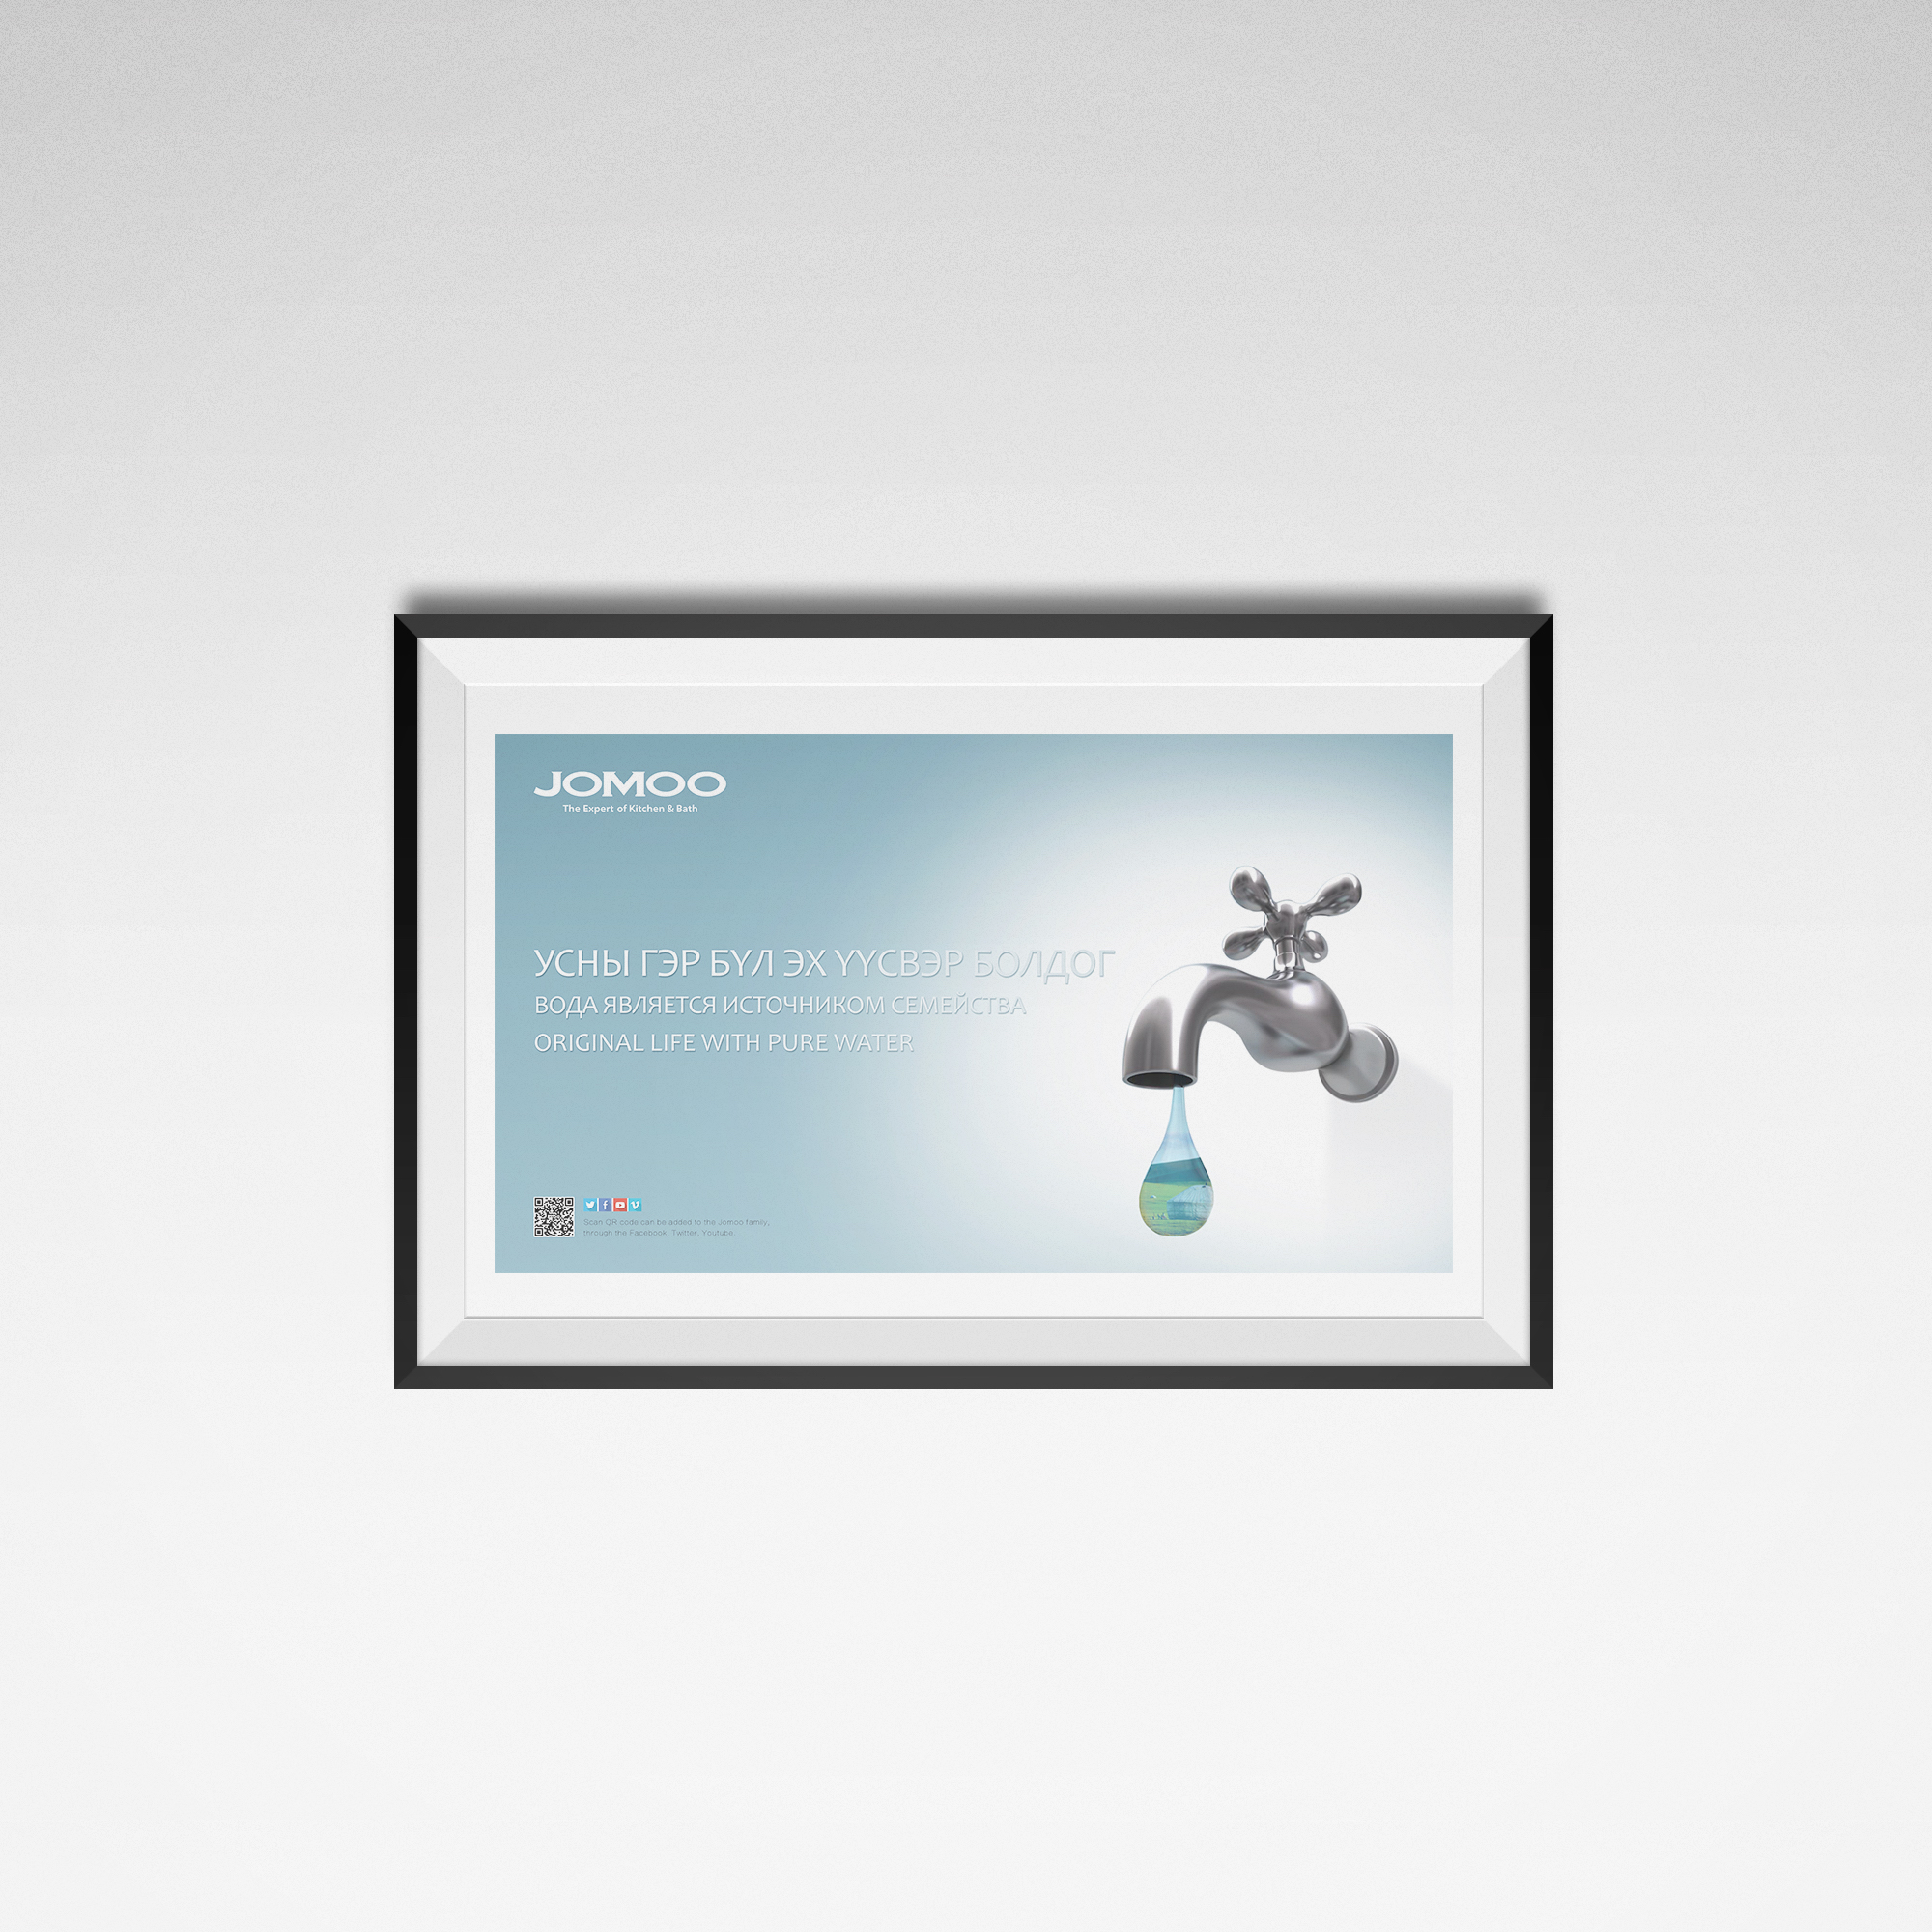 JOMOO
The Expert of Kitchen & Bath
УСНЫ ГЭР БҮЛ ЭХ ҮҮСВЭР БОЛДОГ
ВОДА ЯВЛЯЕТСЯ ИСТОЧНИКОМ СЕМЕЙСТВА
ORIGINAL LIFE WITH PURE WATER
Scan QR code can be added to the Jomoo family,
through the Facebook, Twitter, Youtube.